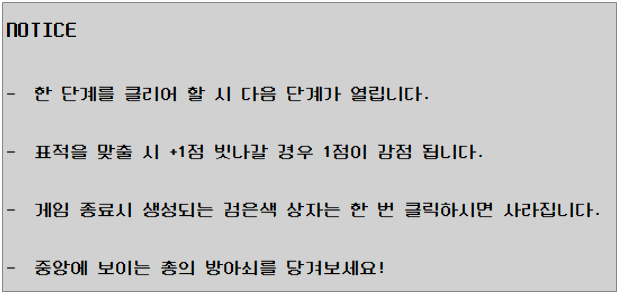 NOTICE
- 한 단계를 클리어 할 시 다음 단계가 열립니다.
- 표적을 맞출 시 +1점 빗나갈 경우 1점이 감점 됩니다.
- 게임 종료시 생성되는 검은색 상자는 한 번 클릭하시면 사라집니다.
- 중앙에 보이는 총의 방아쇠를 당겨보세요!